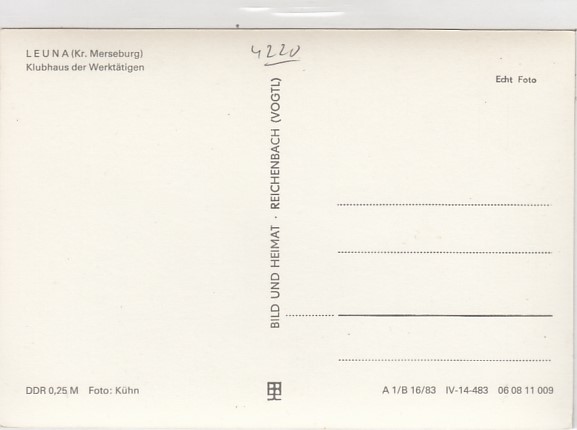 LEUNA (Kr. Merseburg)
Klubhaus der Werktätigen
4220
Echt Foto
BILD UND HEIMAT · REICHENBACH (VOGTL)
DDR 0,25 M Foto: Kühn
A 1/B 16/83 IV-14-483 06 08 11 009